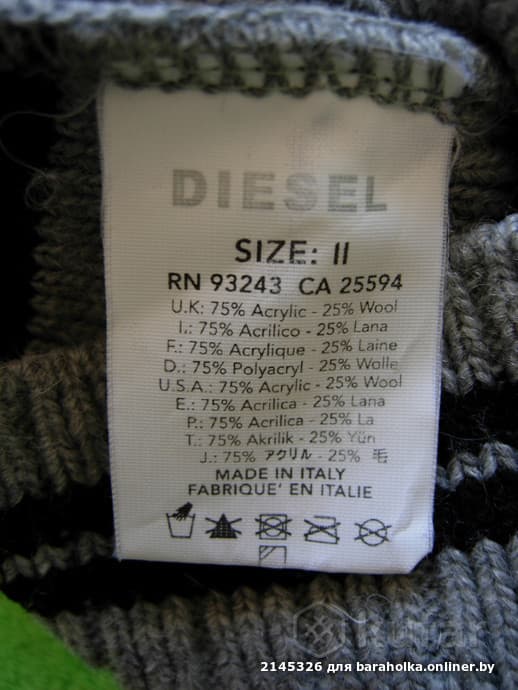 DIESEL
SIZE: II
RN 93243 CA 25594
U.K: 75% Acrylic - 25% Wool
I.: 75% Acrilico - 25% Lana
F.: 75% Acrylique - 25% Laine
D.: 75% Polyacryl - 25% Wolle
U.S.A.: 75% Acrylic - 25% Wool
E.: 75% Acrilica - 25% Lana
P.: 75% Acrilica - 25% La
T.: 75% Akrilik - 25% Yün
J.: 75% アクリル - 25% 毛
MADE IN ITALY
FABRIQUE' EN ITALIE
Kufar
2145326 для baraholka.onliner.by